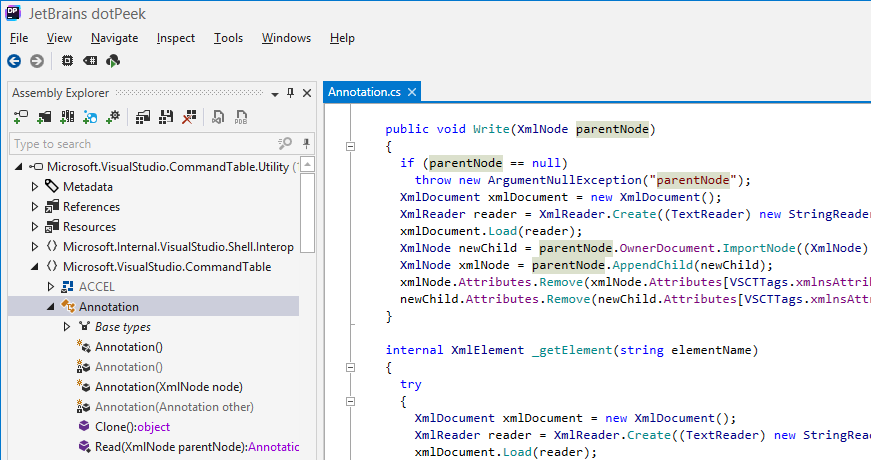 DP JetBrains dotPeek
File View Navigate Inspect Tools Windows Help
Assembly Explorer
Type to search
Microsoft.VisualStudio.CommandTable.Utility (
Metadata
References
Resources
Microsoft.Internal.VisualStudio.Shell.Interop
Microsoft.VisualStudio.CommandTable
ACCEL
Annotation
Base types
Annotation()
Annotation()
Annotation(XmlNode node)
Annotation(Annotation other)
Clone():object
Read(XmlNode parentNode):Annotatio
Annotation.cs
public void Write(XmlNode parentNode)
{
if (parentNode == null)
throw new ArgumentNullException("parentNode");
XmlDocument xmlDocument = new XmlDocument();
XmlReader reader = XmlReader.Create((TextReader) new StringReader
xmlDocument.Load(reader);
XmlNode newChild = parentNode.OwnerDocument.ImportNode((XmlNode)
XmlNode xmlNode = parentNode.AppendChild(newChild);
xmlNode.Attributes.Remove(xmlNode.Attributes[VSCTTags.xmlnsAttrib
newChild.Attributes.Remove(newChild.Attributes[VSCTTags.xmlnsAtt
}
internal XmlElement _getElement(string elementName)
{
try
{
XmlDocument xmlDocument = new XmlDocument();
XmlReader reader = XmlReader.Create((TextReader) new StringRead
xmlDocument.Load(reader);